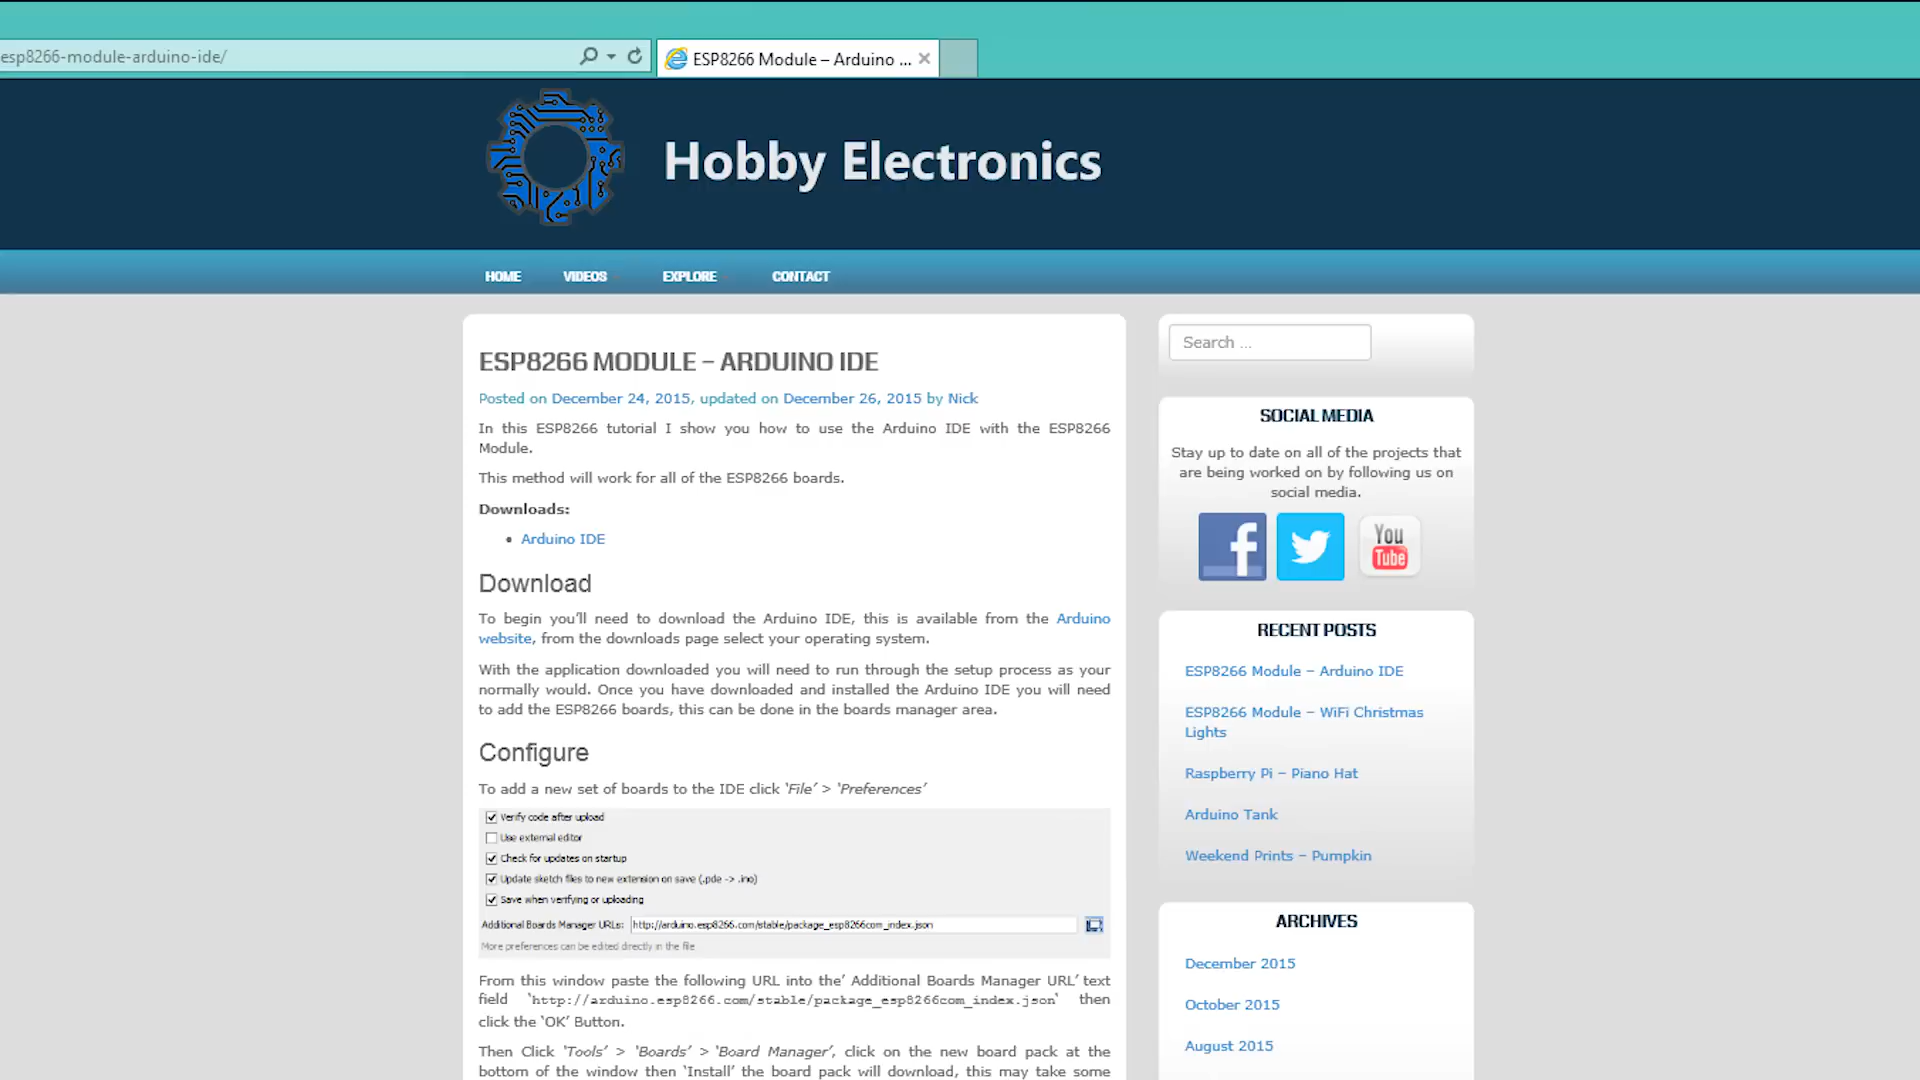 esp8266-module-arduino-ide/
ESP8266 Module – Arduino ...
Hobby Electronics
HOME VIDEOS EXPLORE CONTACT
ESP8266 MODULE – ARDUINO IDE
Posted on December 24, 2015, updated on December 26, 2015 by Nick
In this ESP8266 tutorial I show you how to use the Arduino IDE with the ESP8266
Module.
This method will work for all of the ESP8266 boards.
Downloads:
• Arduino IDE
Download
To begin you’ll need to download the Arduino IDE, this is available from the Arduino
website, from the downloads page select your operating system.
With the application downloaded you will need to run through the setup process as your
normally would. Once you have downloaded and installed the Arduino IDE you will need
to add the ESP8266 boards, this can be done in the boards manager area.
Configure
To add a new set of boards to the IDE click ‘File’ > ‘Preferences’
Verify code after upload
Use external editor
Check for updates on startup
Update sketch files to new extension on save (.pde -> .ino)
Save when verifying or uploading
Additional Boards Manager URLs: http://arduino.esp8266.com/stable/package_esp8266com_index.json
More preferences can be edited directly in the file
From this window paste the following URL into the’ Additional Boards Manager URL’ text
field ‘http://arduino.esp8266.com/stable/package_esp8266com_index.json‘ then
click the ‘OK’ Button.
Then Click ‘Tools’ > ‘Boards’ > ‘Board Manager’, click on the new board pack at the
bottom of the window then ‘Install’ the board pack will download, this may take some
Search ...
SOCIAL MEDIA
Stay up to date on all of the projects that
are being worked on by following us on
social media.
f
You
Tube
RECENT POSTS
ESP8266 Module – Arduino IDE
ESP8266 Module – WiFi Christmas
Lights
Raspberry Pi – Piano Hat
Arduino Tank
Weekend Prints – Pumpkin
ARCHIVES
December 2015
October 2015
August 2015